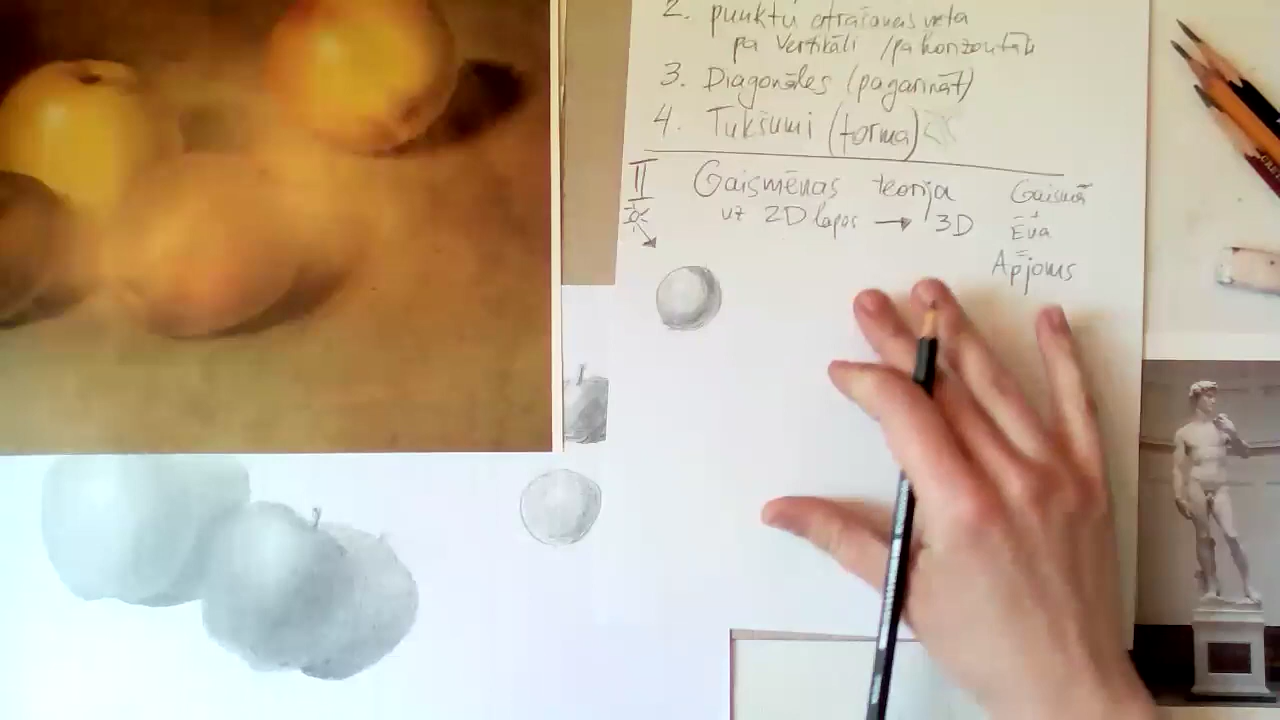 2. punktu atrašanās vieta
pa vertikāli / pa horizontāli
3. Diagonāles (pagarināt)
4. Tukšumi (forma)
II Gaismēnas teorija
uz 2D lapas → 3D
Gaisma
+
Ēna
=
Apjoms